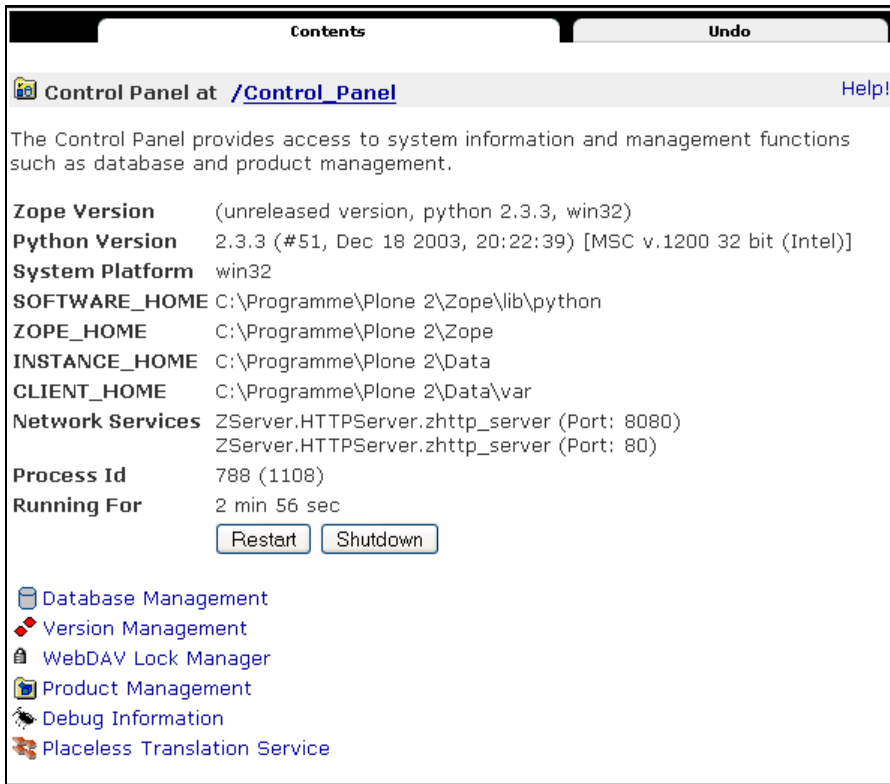 Contents Undo
Control Panel at /Control_Panel Help!
The Control Panel provides access to system information and management functions
such as database and product management.
Zope Version (unreleased version, python 2.3.3, win32)
Python Version 2.3.3 (#51, Dec 18 2003, 20:22:39) [MSC v.1200 32 bit (Intel)]
System Platform win32
SOFTWARE_HOME C:\Programme\Plone 2\Zope\lib\python
ZOPE_HOME C:\Programme\Plone 2\Zope
INSTANCE_HOME C:\Programme\Plone 2\Data
CLIENT_HOME C:\Programme\Plone 2\Data\var
Network Services ZServer.HTTPServer.zhttp_server (Port: 8080)
ZServer.HTTPServer.zhttp_server (Port: 80)
Process Id 788 (1108)
Running For 2 min 56 sec
Restart Shutdown
Database Management
Version Management
WebDAV Lock Manager
Product Management
Debug Information
Placeless Translation Service